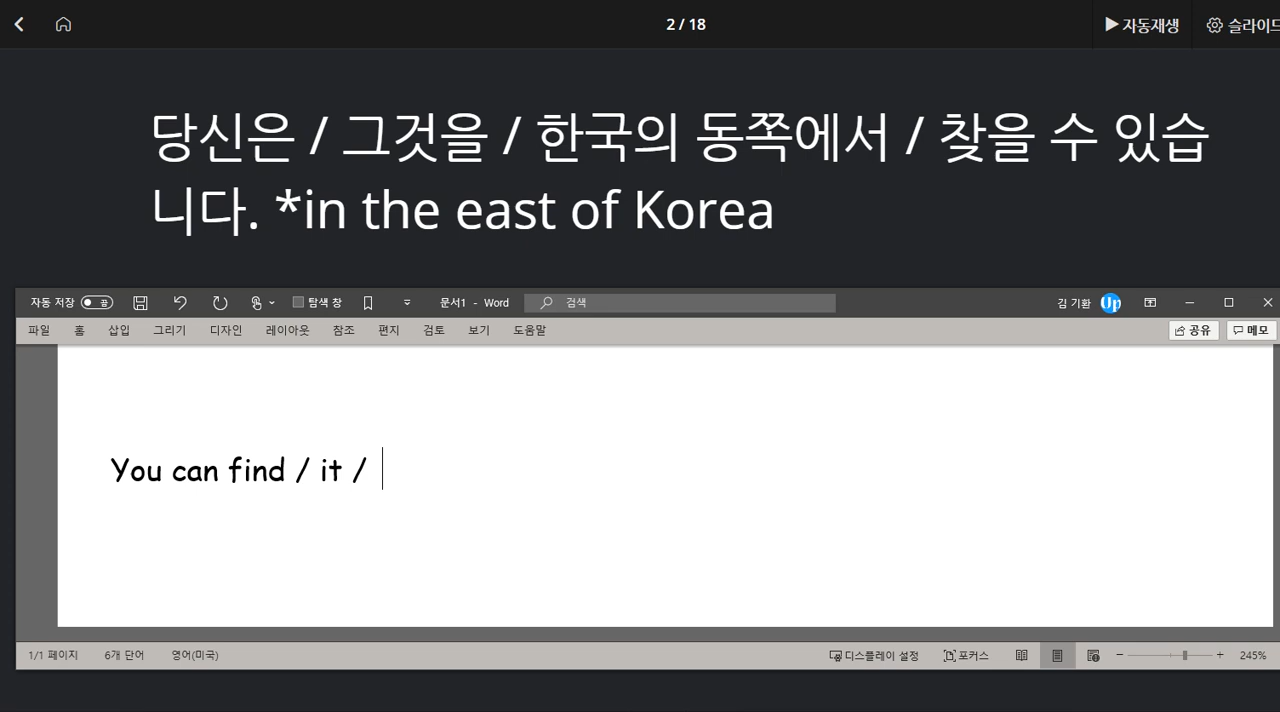 2 / 18
자동재생
슬라이드
당신은 / 그것을 / 한국의 동쪽에서 / 찾을 수 있습
니다. *in the east of Korea
자동 저장 끔 탐색 창 문서1 - Word 검색 김 기환 Up
파일 홈 삽입 그리기 디자인 레이아웃 참조 편지 검토 보기 도움말 공유 메모
You can find / it /
1/1 페이지 6개 단어 영어(미국) 디스플레이 설정 포커스 245%